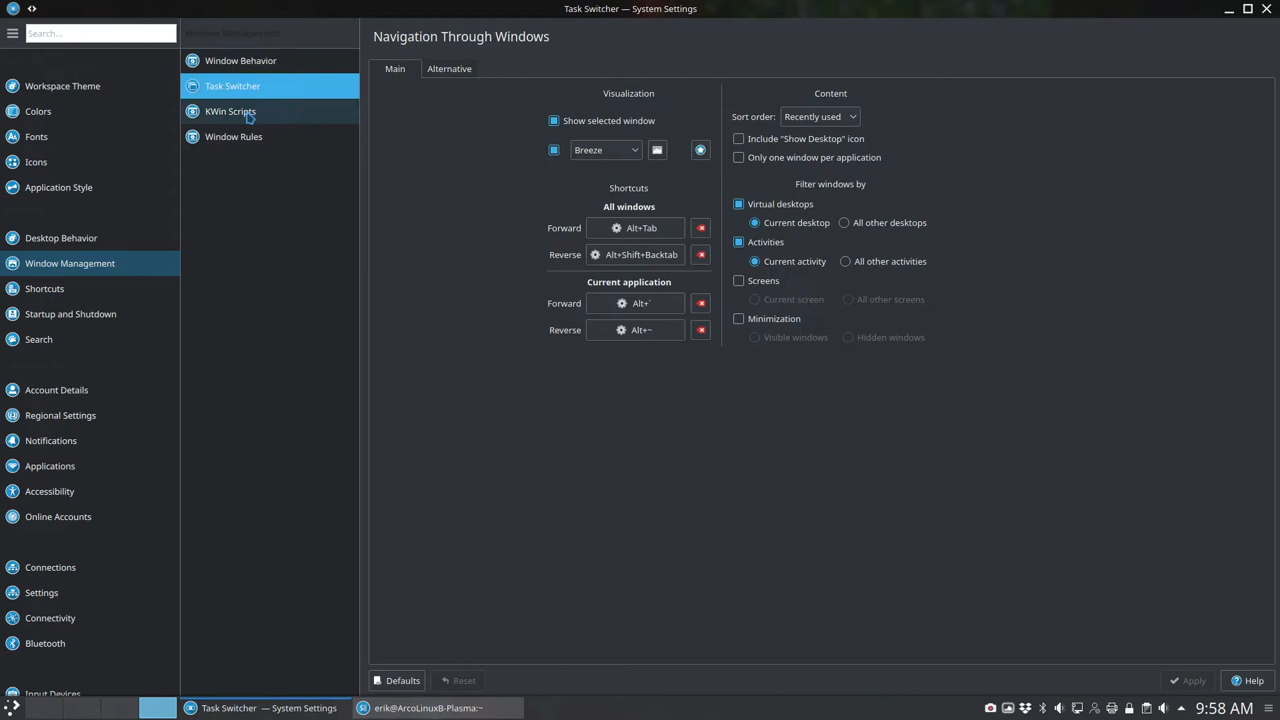 Task Switcher — System Settings
Search...
Window Management
Navigation Through Windows
Window Behavior
Main
Alternative
Workspace Theme
Task Switcher
Visualization
Content
Colors
KWin Scripts
Show selected window
Sort order:
Recently used
Fonts
Window Rules
Include "Show Desktop" icon
Breeze
Only one window per application
Icons
Application Style
Shortcuts
Filter windows by
All windows
Virtual desktops
Forward
Alt+Tab
Current desktop
All other desktops
Desktop Behavior
Activities
Reverse
Alt+Shift+Backtab
Current activity
All other activities
Window Management
Current application
Screens
Shortcuts
Forward
Alt+`
Current screen
All other screens
Startup and Shutdown
Minimization
Reverse
Alt+~
Visible windows
Hidden windows
Search
Account Details
Regional Settings
Notifications
Applications
Accessibility
Online Accounts
Connections
Settings
Connectivity
Bluetooth
Input Devices
Defaults
Reset
Apply
Help
Task Switcher — System Settings
erik@ArcoLinuxB-Plasma:~
9:58 AM